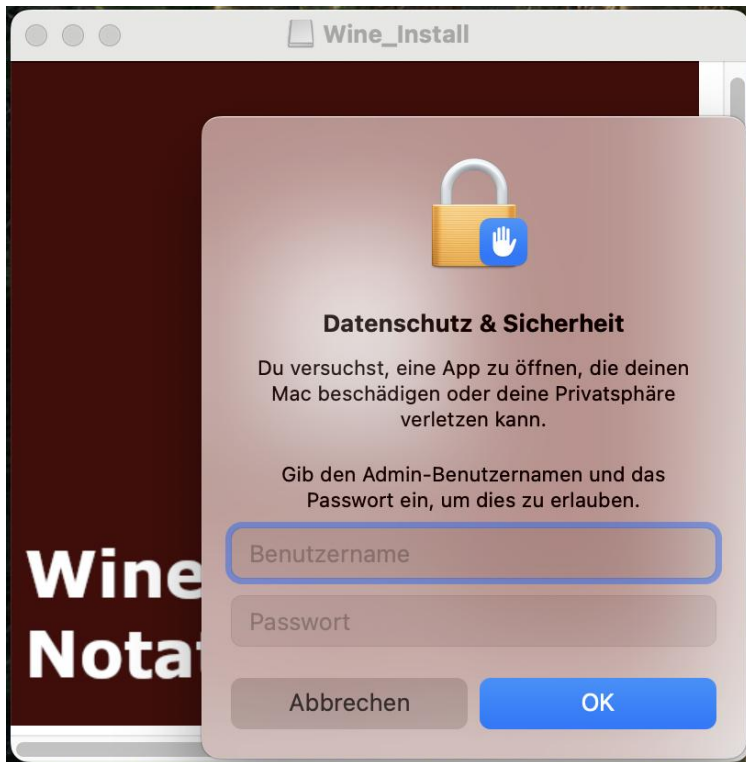 Wine_Install
Datenschutz & Sicherheit
Du versuchst, eine App zu öffnen, die deinen
Mac beschädigen oder deine Privatsphäre
verletzen kann.
Gib den Admin-Benutzernamen und das
Passwort ein, um dies zu erlauben.
Benutzername
Passwort
Abbrechen
OK
Wine